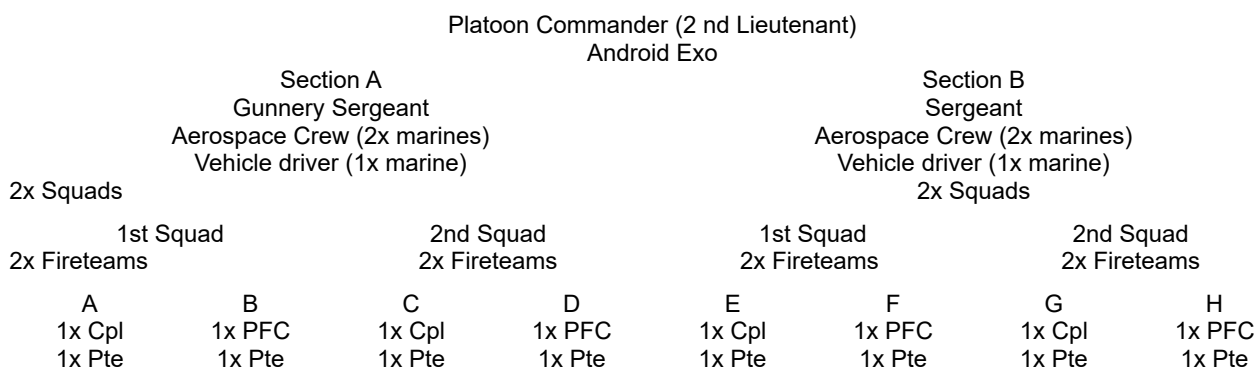 Platoon Commander (2 nd Lieutenant)
Android Exo
Section A Section B
Gunnery Sergeant Sergeant
Aerospace Crew (2x marines) Aerospace Crew (2x marines)
Vehicle driver (1x marine) Vehicle driver (1x marine)
2x Squads 2x Squads
1st Squad 2nd Squad 1st Squad 2nd Squad
2x Fireteams 2x Fireteams 2x Fireteams 2x Fireteams
A B C D E F G H
1x Cpl 1x PFC 1x Cpl 1x PFC 1x Cpl 1x PFC 1x Cpl 1x PFC
1x Pte 1x Pte 1x Pte 1x Pte 1x Pte 1x Pte 1x Pte 1x Pte